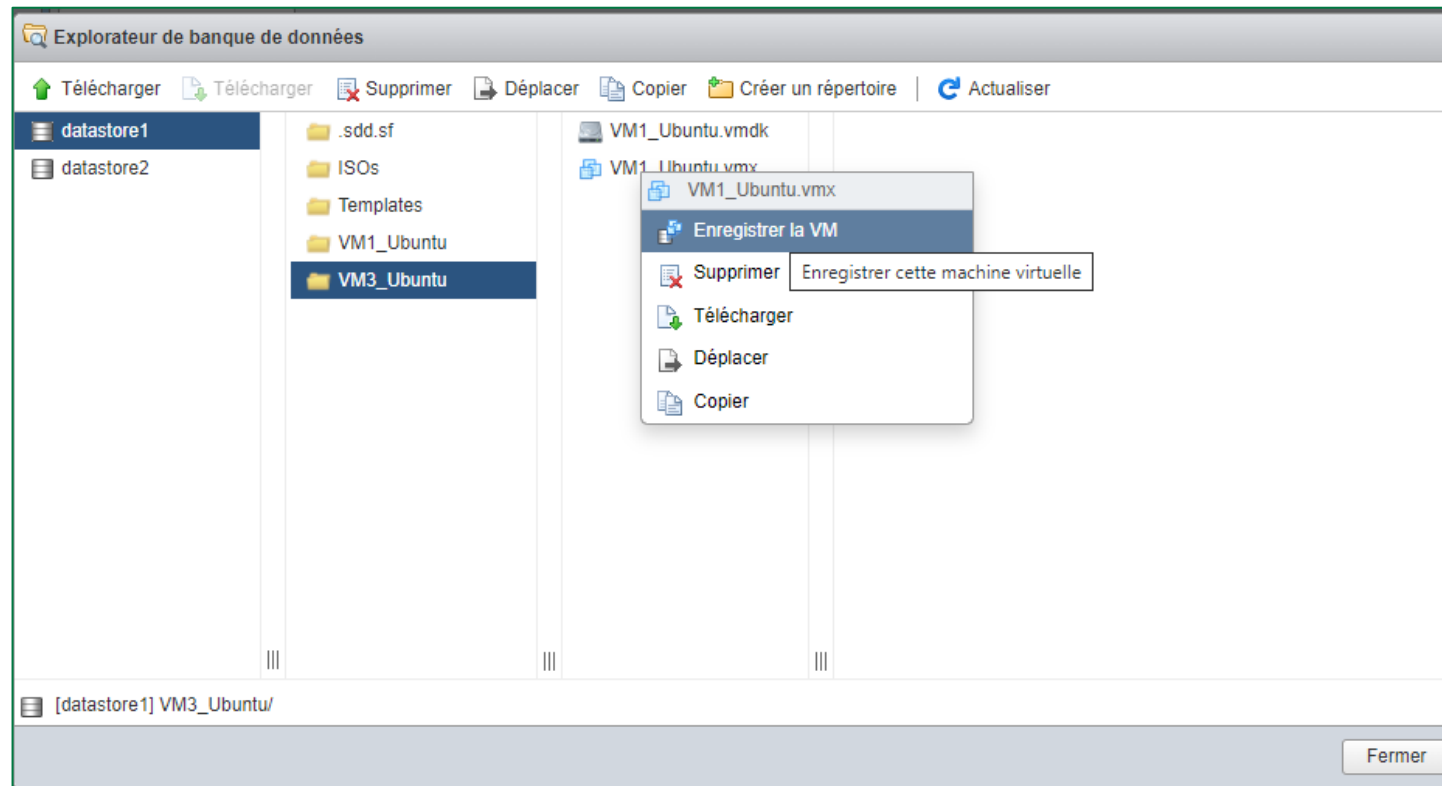 Explorateur de banque de données
Télécharger Télécharger Supprimer Déplacer Copier Créer un répertoire Actualiser
datastore1
datastore2
.sdd.sf
ISOs
Templates
VM1_Ubuntu
VM3_Ubuntu
VM1_Ubuntu.vmdk
VM1_Ubuntu.vmx
VM1_Ubuntu.vmx
Enregistrer la VM
Supprimer
Enregistrer cette machine virtuelle
Télécharger
Déplacer
Copier
[datastore1] VM3_Ubuntu/
Fermer